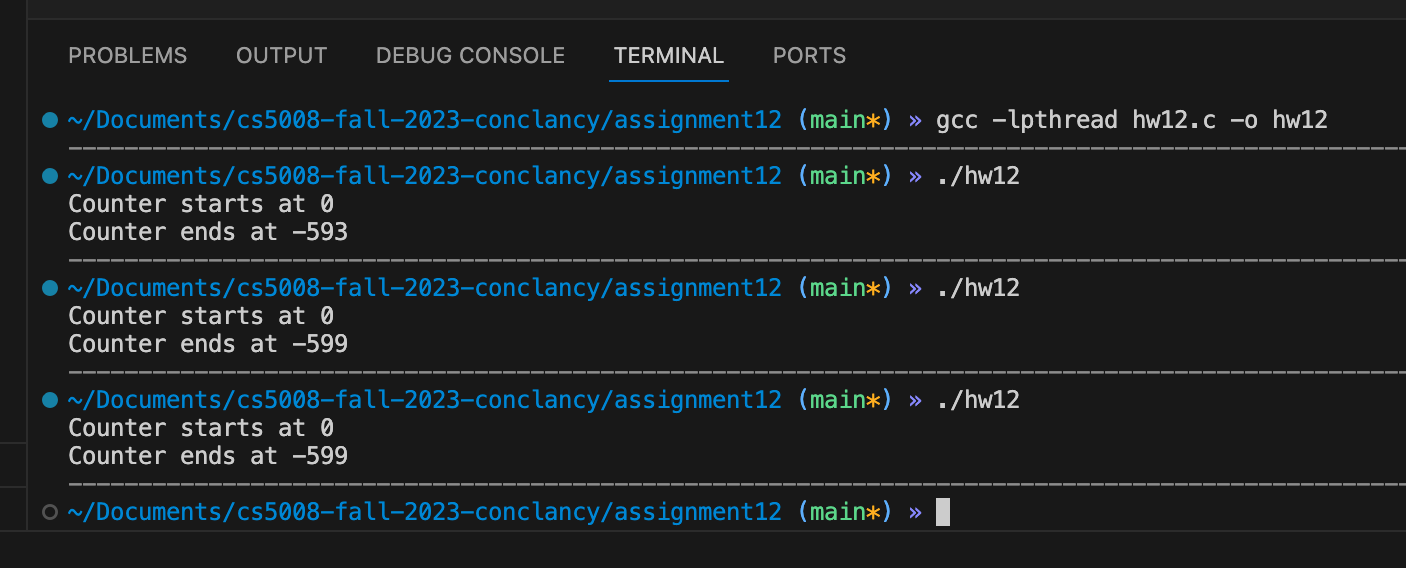 PROBLEMS OUTPUT DEBUG CONSOLE TERMINAL PORTS
~/Documents/cs5008-fall-2023-conclancy/assignment12 (main*) » gcc -lpthread hw12.c -o hw12
~/Documents/cs5008-fall-2023-conclancy/assignment12 (main*) » ./hw12
Counter starts at 0
Counter ends at -593
~/Documents/cs5008-fall-2023-conclancy/assignment12 (main*) » ./hw12
Counter starts at 0
Counter ends at -599
~/Documents/cs5008-fall-2023-conclancy/assignment12 (main*) » ./hw12
Counter starts at 0
Counter ends at -599
~/Documents/cs5008-fall-2023-conclancy/assignment12 (main*) »